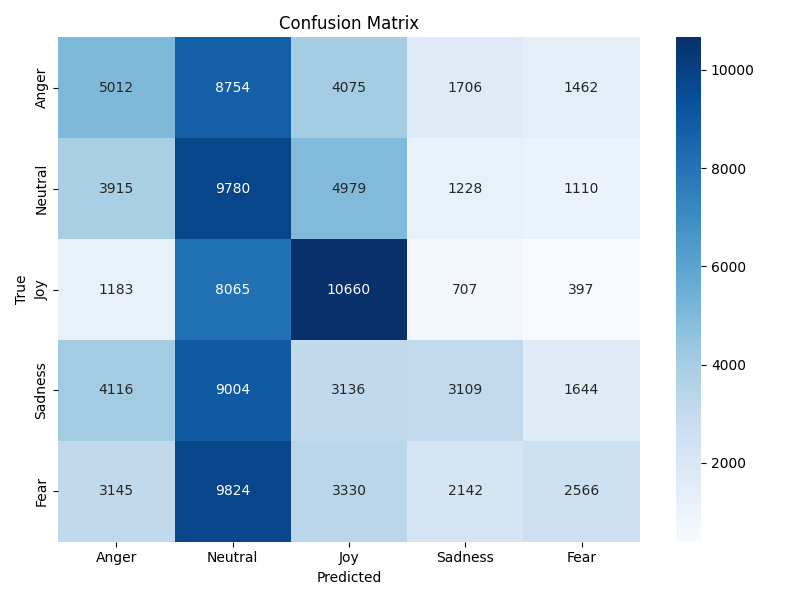 Confusion Matrix
True
Anger 5012 8754 4075 1706 1462
Neutral 3915 9780 4979 1228 1110
Joy 1183 8065 10660 707 397
Sadness 4116 9004 3136 3109 1644
Fear 3145 9824 3330 2142 2566
Anger Neutral Joy Sadness Fear
Predicted
10000
8000
6000
4000
2000